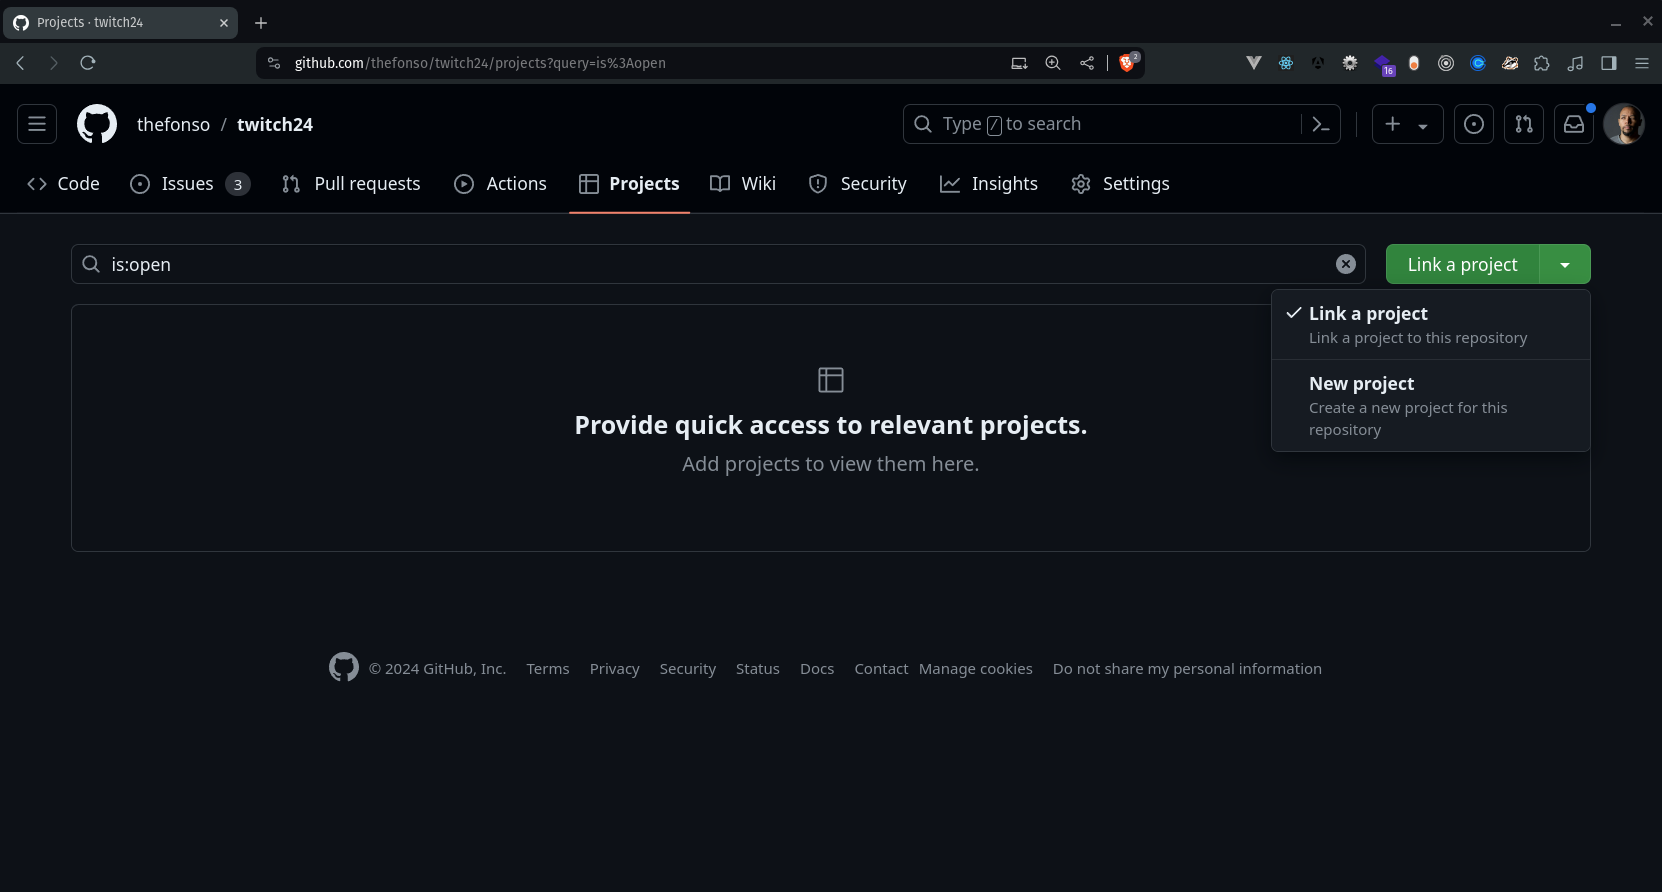 Projects · twitch24
github.com/thefonso/twitch24/projects?query=is%3Aopen
2
16
thefonso / twitch24
Type / to search
Code
Issues 3
Pull requests
Actions
Projects
Wiki
Security
Insights
Settings
is:open
Link a project
Link a project
Link a project to this repository
New project
Create a new project for this
repository
Provide quick access to relevant projects.
Add projects to view them here.
© 2024 GitHub, Inc. Terms Privacy Security Status Docs Contact Manage cookies Do not share my personal information